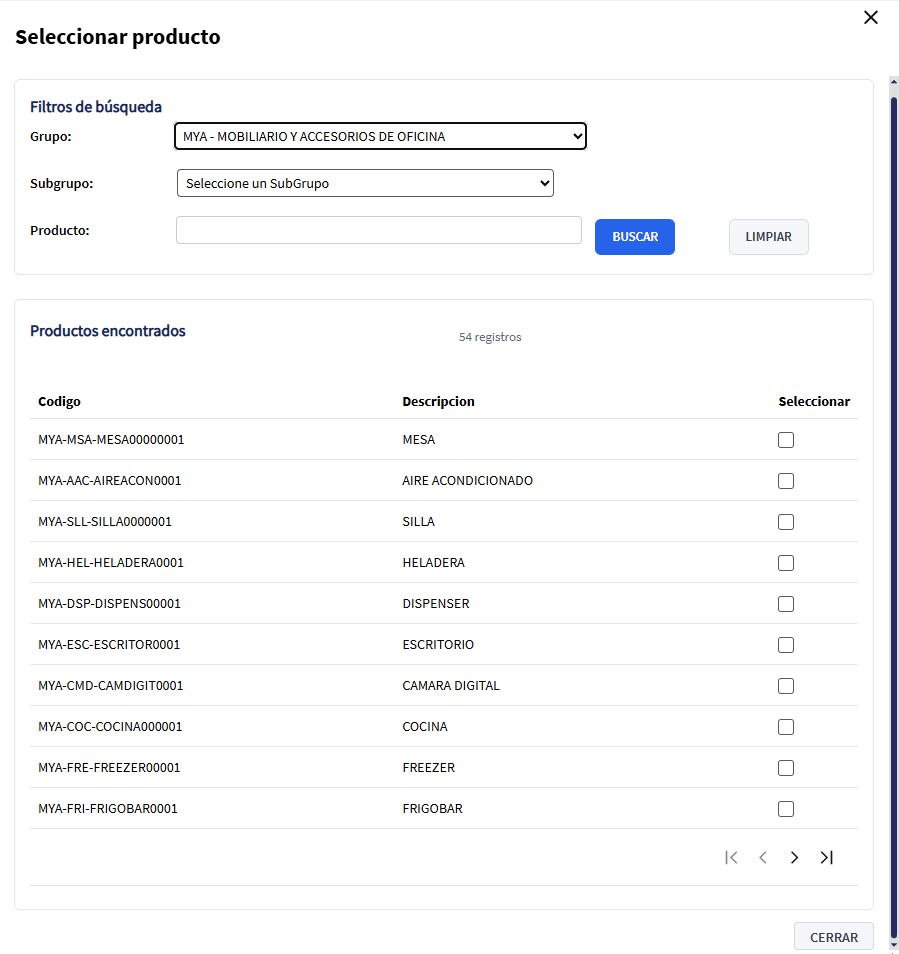 Seleccionar producto
Filtros de búsqueda
Grupo: MYA - MOBILIARIO Y ACCESORIOS DE OFICINA
Subgrupo: Seleccione un SubGrupo
Producto: BUSCAR LIMPIAR
Productos encontrados 54 registros
Codigo Descripcion Seleccionar
MYA-MSA-MESA00000001 MESA
MYA-AAC-AIREACON0001 AIRE ACONDICIONADO
MYA-SLL-SILLA0000001 SILLA
MYA-HEL-HELADERA0001 HELADERA
MYA-DSP-DISPENS00001 DISPENSER
MYA-ESC-ESCRITOR0001 ESCRITORIO
MYA-CMD-CAMDIGIT0001 CAMARA DIGITAL
MYA-COC-COCINA000001 COCINA
MYA-FRE-FREEZER00001 FREEZER
MYA-FRI-FRIGOBAR0001 FRIGOBAR
CERRAR